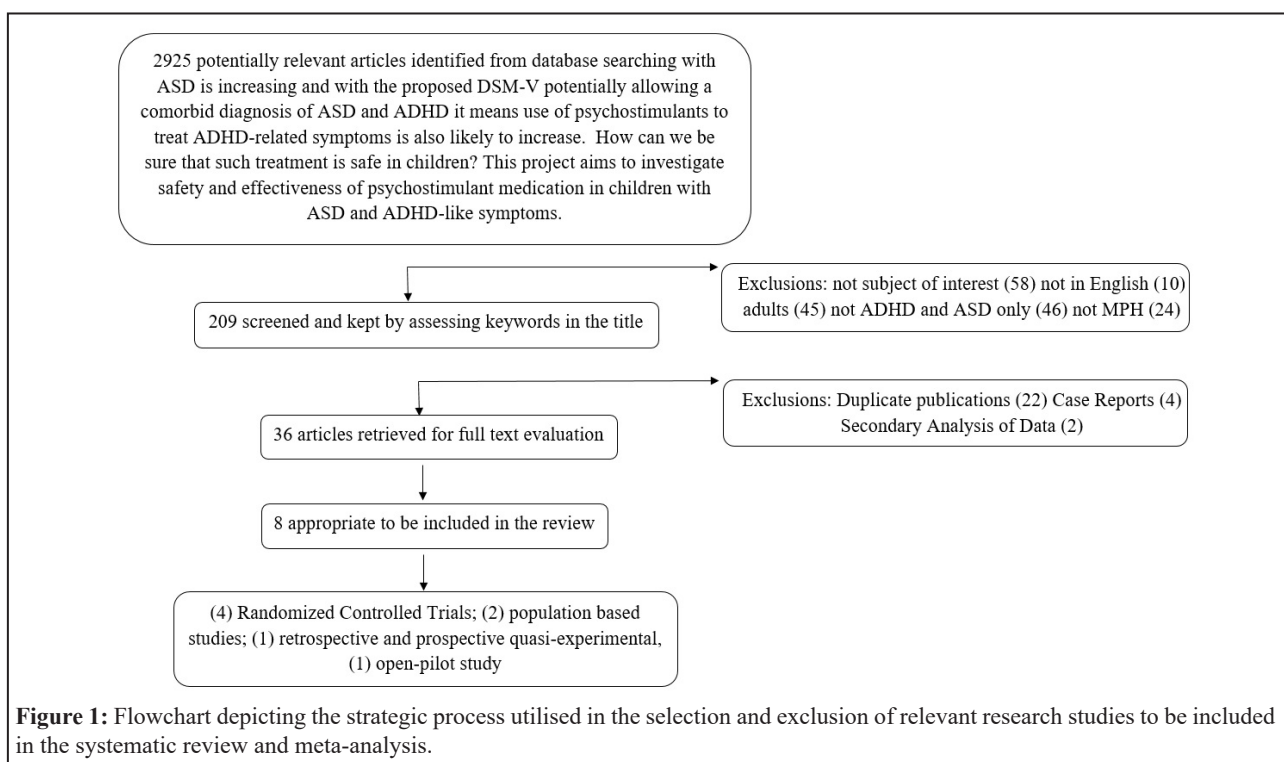 2925 potentially relevant articles identified from database searching with
ASD is increasing and with the proposed DSM-V potentially allowing a
comorbid diagnosis of ASD and ADHD it means use of psychostimulants to
treat ADHD-related symptoms is also likely to increase.  How can we be
sure that such treatment is safe in children? This project aims to investigate
safety and effectiveness of psychostimulant medication in children with
ASD and ADHD-like symptoms.
Exclusions: not subject of interest (58) not in English (10)
adults (45) not ADHD and ASD only (46) not MPH (24)
209 screened and kept by assessing keywords in the title
Exclusions: Duplicate publications (22) Case Reports (4)
Secondary Analysis of Data (2)
36 articles retrieved for full text evaluation
8 appropriate to be included in the review
(4) Randomized Controlled Trials; (2) population based
studies; (1) retrospective and prospective quasi-experimental,
(1) open-pilot study
Figure 1: Flowchart depicting the strategic process utilised in the selection and exclusion of relevant research studies to be included
in the systematic review and meta-analysis.